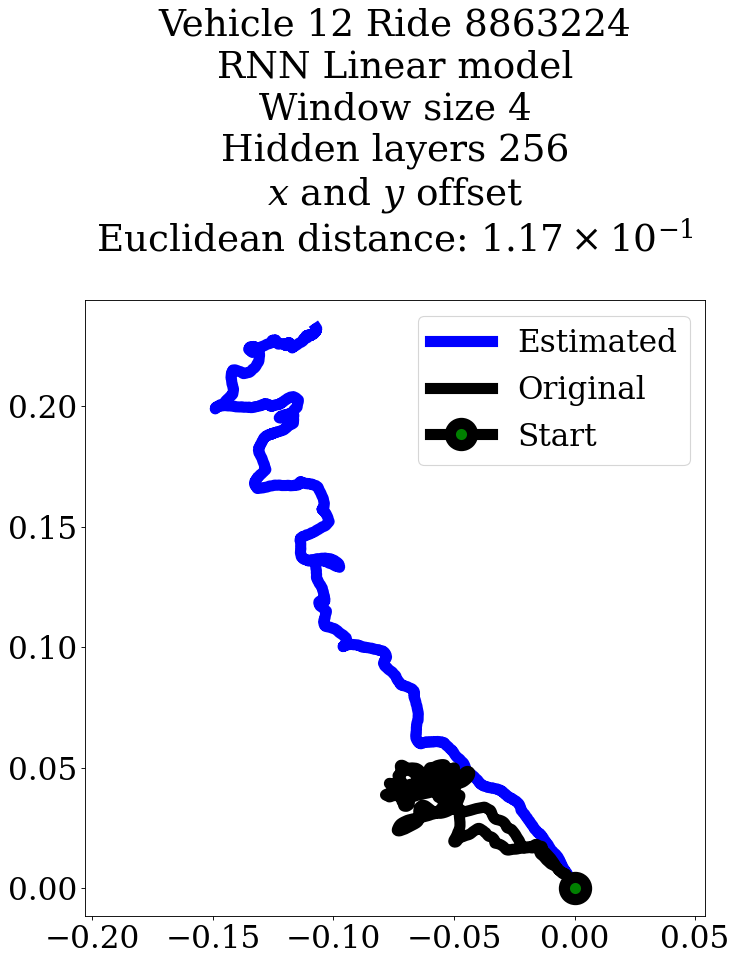 Vehicle 12 Ride 8863224
RNN Linear model
Window size 4
Hidden layers 256
x and y offset
Euclidean distance: 1.17 × 10⁻¹
Estimated
Original
Start
0.20
0.15
0.10
0.05
0.00
−0.20 −0.15 −0.10 −0.05 0.00 0.05